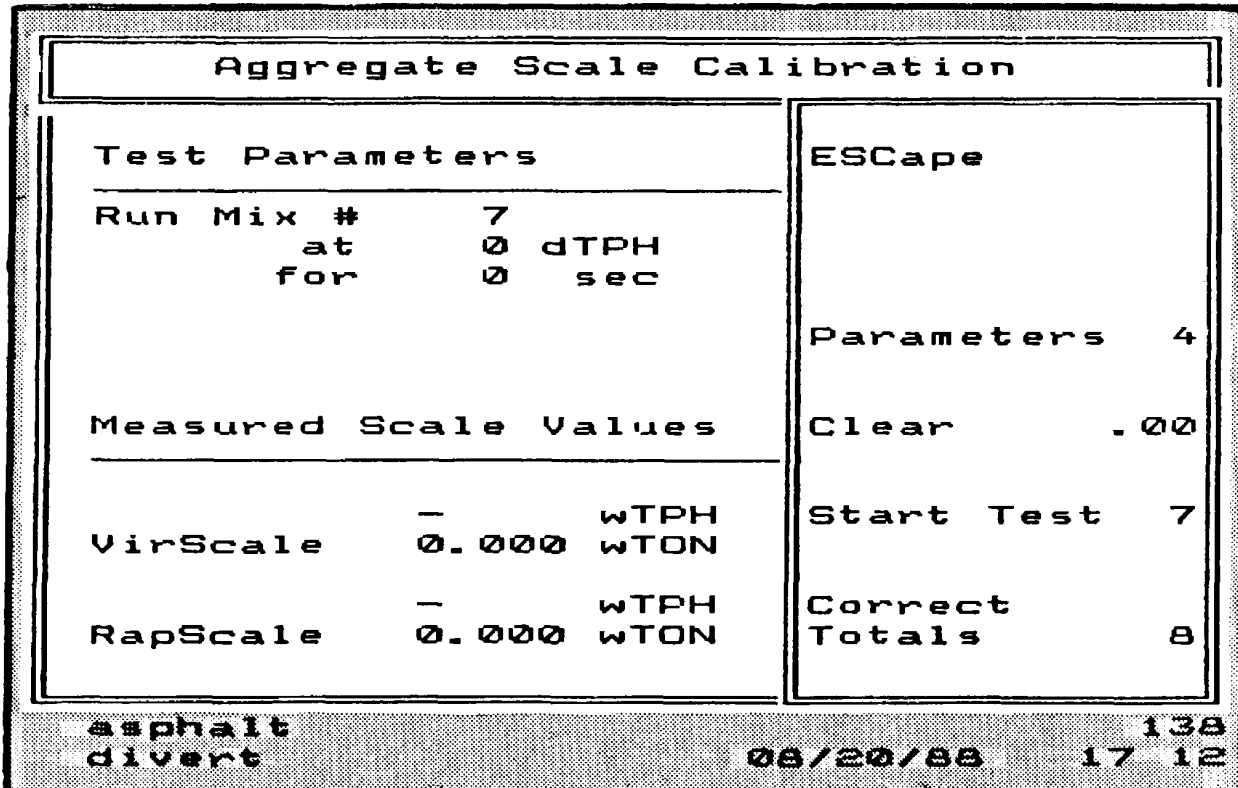 Aggregate Scale Calibration
Test Parameters
Run Mix # 7
at 0 dTPH
for 0 sec
Measured Scale Values
- wTPH
VirScale 0.000 wTON
- wTPH
RapScale 0.000 wTON
ESCape
Parameters 4
Clear .00
Start Test 7
Correct
Totals 8
asphalt 138
divert 08/20/88 17 12